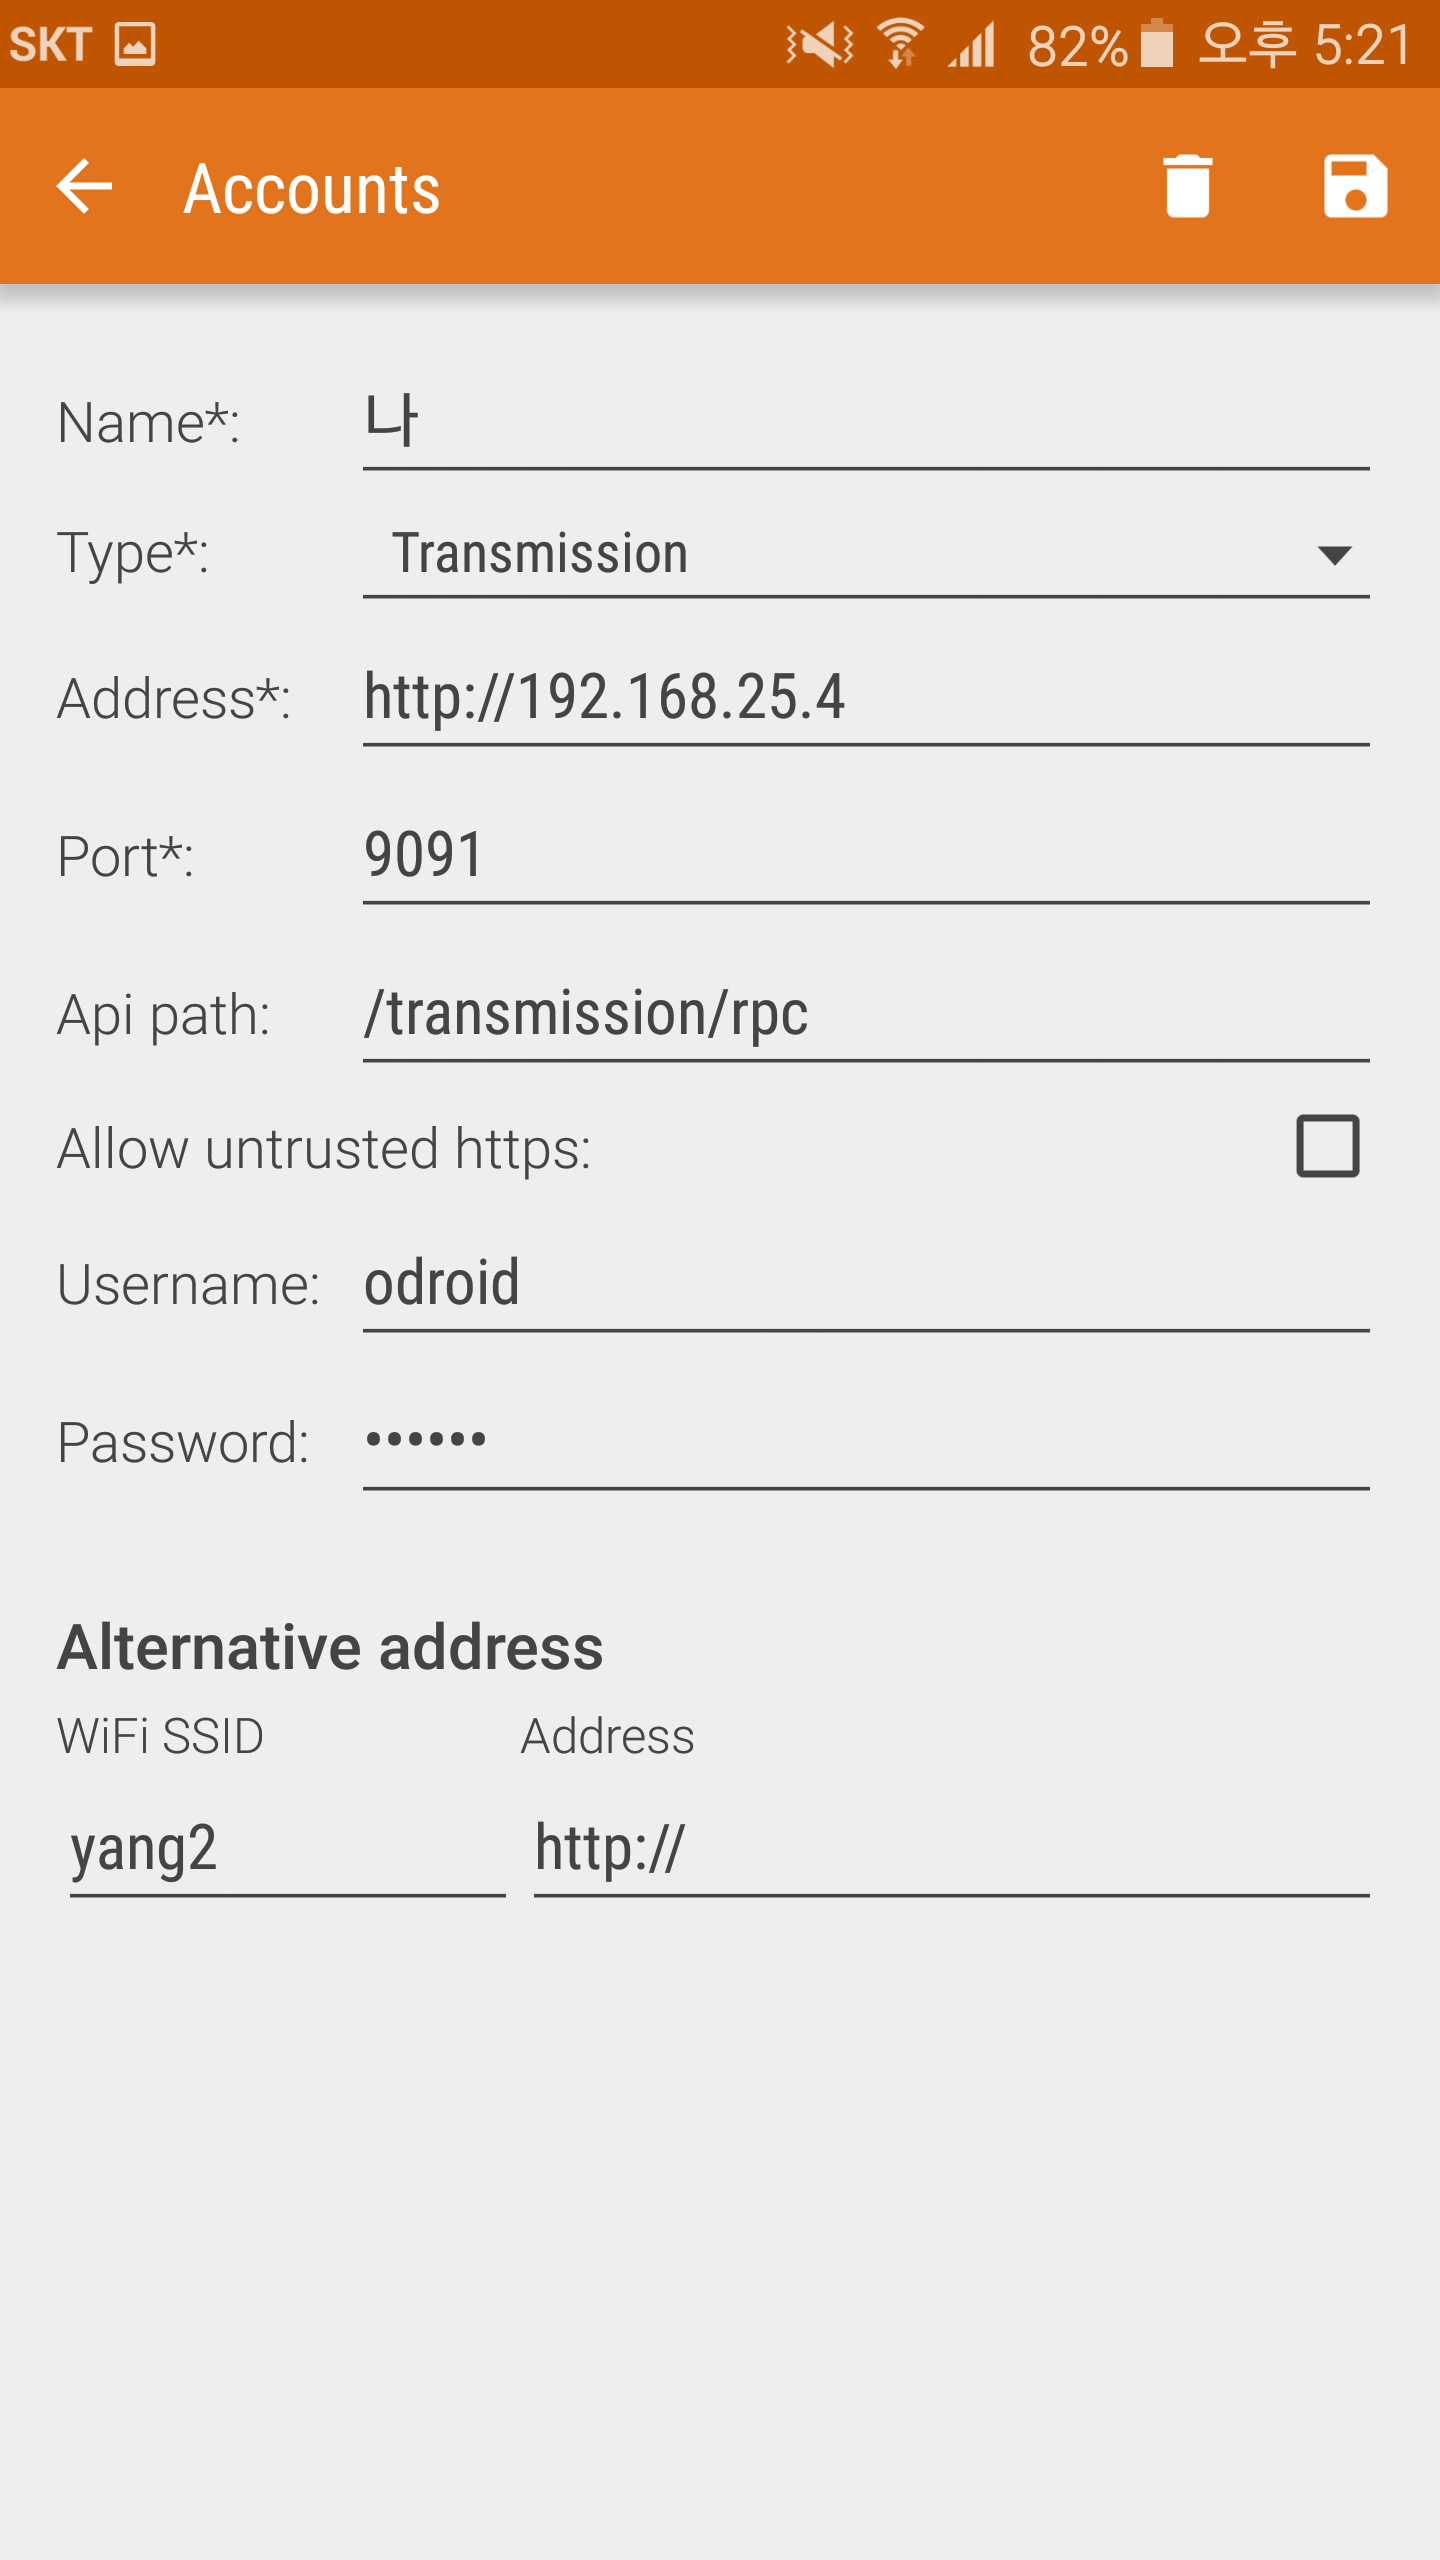 SKT 82% 오후 5:21
Accounts
Name*: 나
Type*: Transmission
Address*: http://192.168.25.4
Port*: 9091
Api path: /transmission/rpc
Allow untrusted https:
Username: odroid
Password: ••••••
Alternative address
WiFi SSID Address
yang2 http://